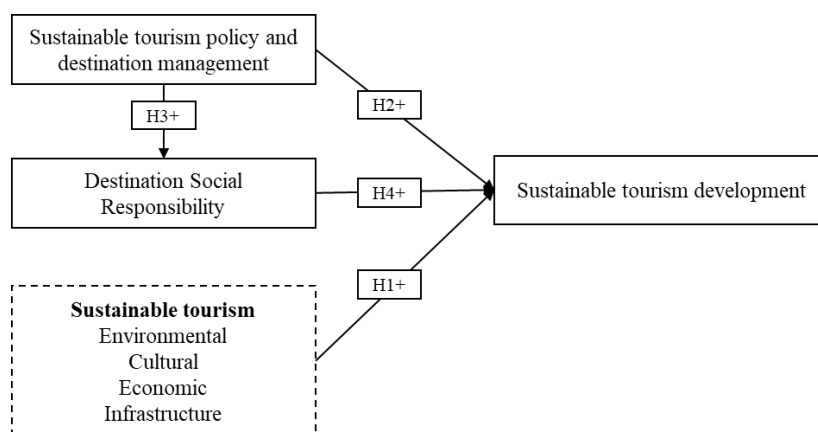 Sustainable tourism policy and
destination management
H2+
H3+
Destination Social
Responsibility
H4+
Sustainable tourism development
H1+
Sustainable tourism
Environmental
Cultural
Economic
Infrastructure